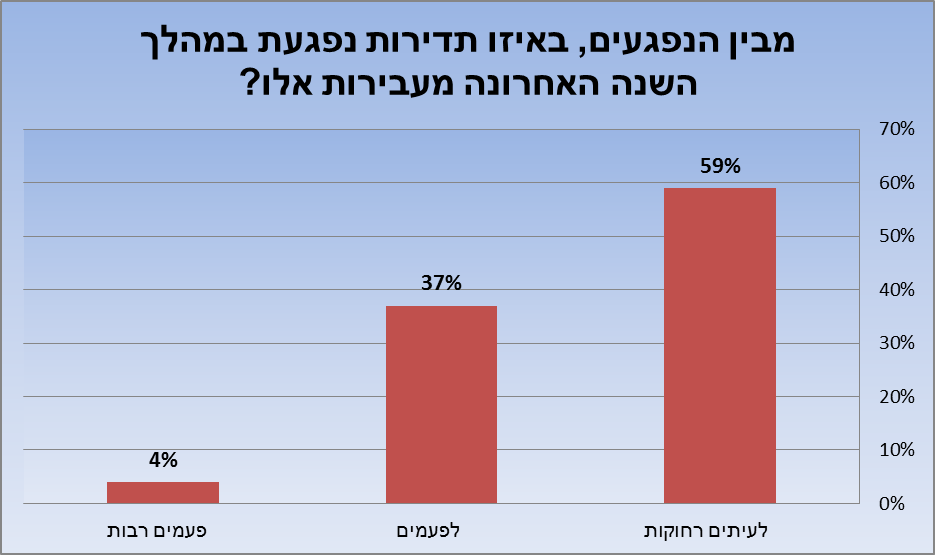 מבין הנפגעים, באיזו תדירות נפגעת במהלך
השנה האחרונה מעבירות אלו?
70%
60%
50%
40%
30%
20%
10%
0%
59%
37%
4%
לעיתים רחוקות
לפעמים
פעמים רבות